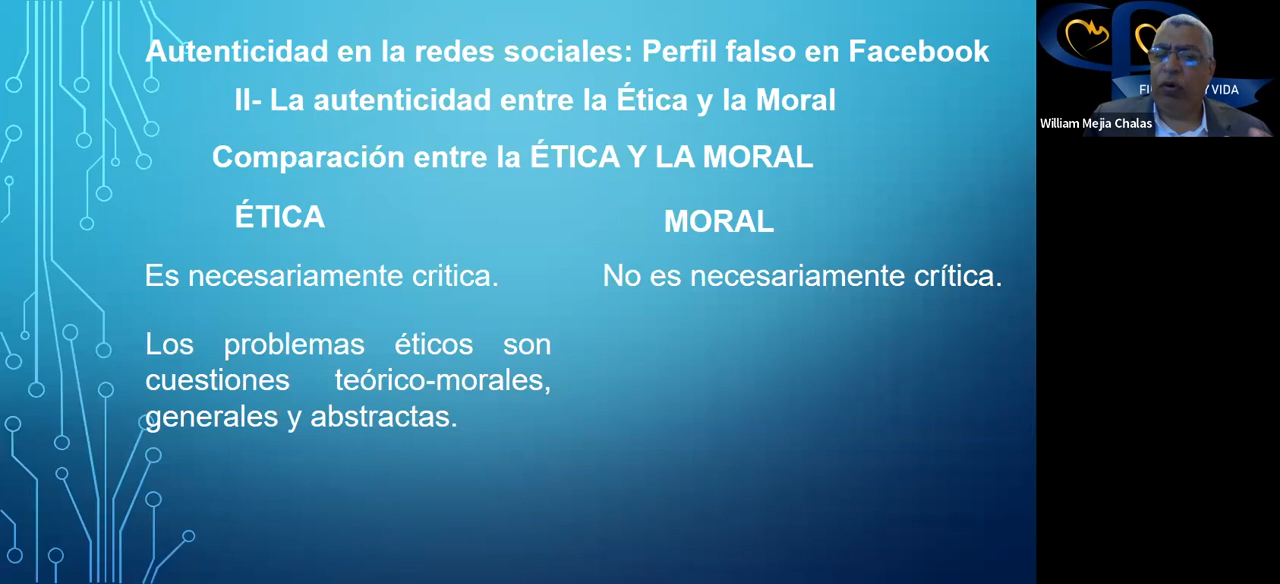 Autenticidad en la redes sociales: Perfil falso en Facebook
II- La autenticidad entre la Ética y la Moral
Comparación entre la ÉTICA Y LA MORAL
ÉTICA
MORAL
Es necesariamente critica.
No es necesariamente crítica.
Los problemas éticos son
cuestiones teórico-morales,
generales y abstractas.
Y VIDA
William Mejia Chalas